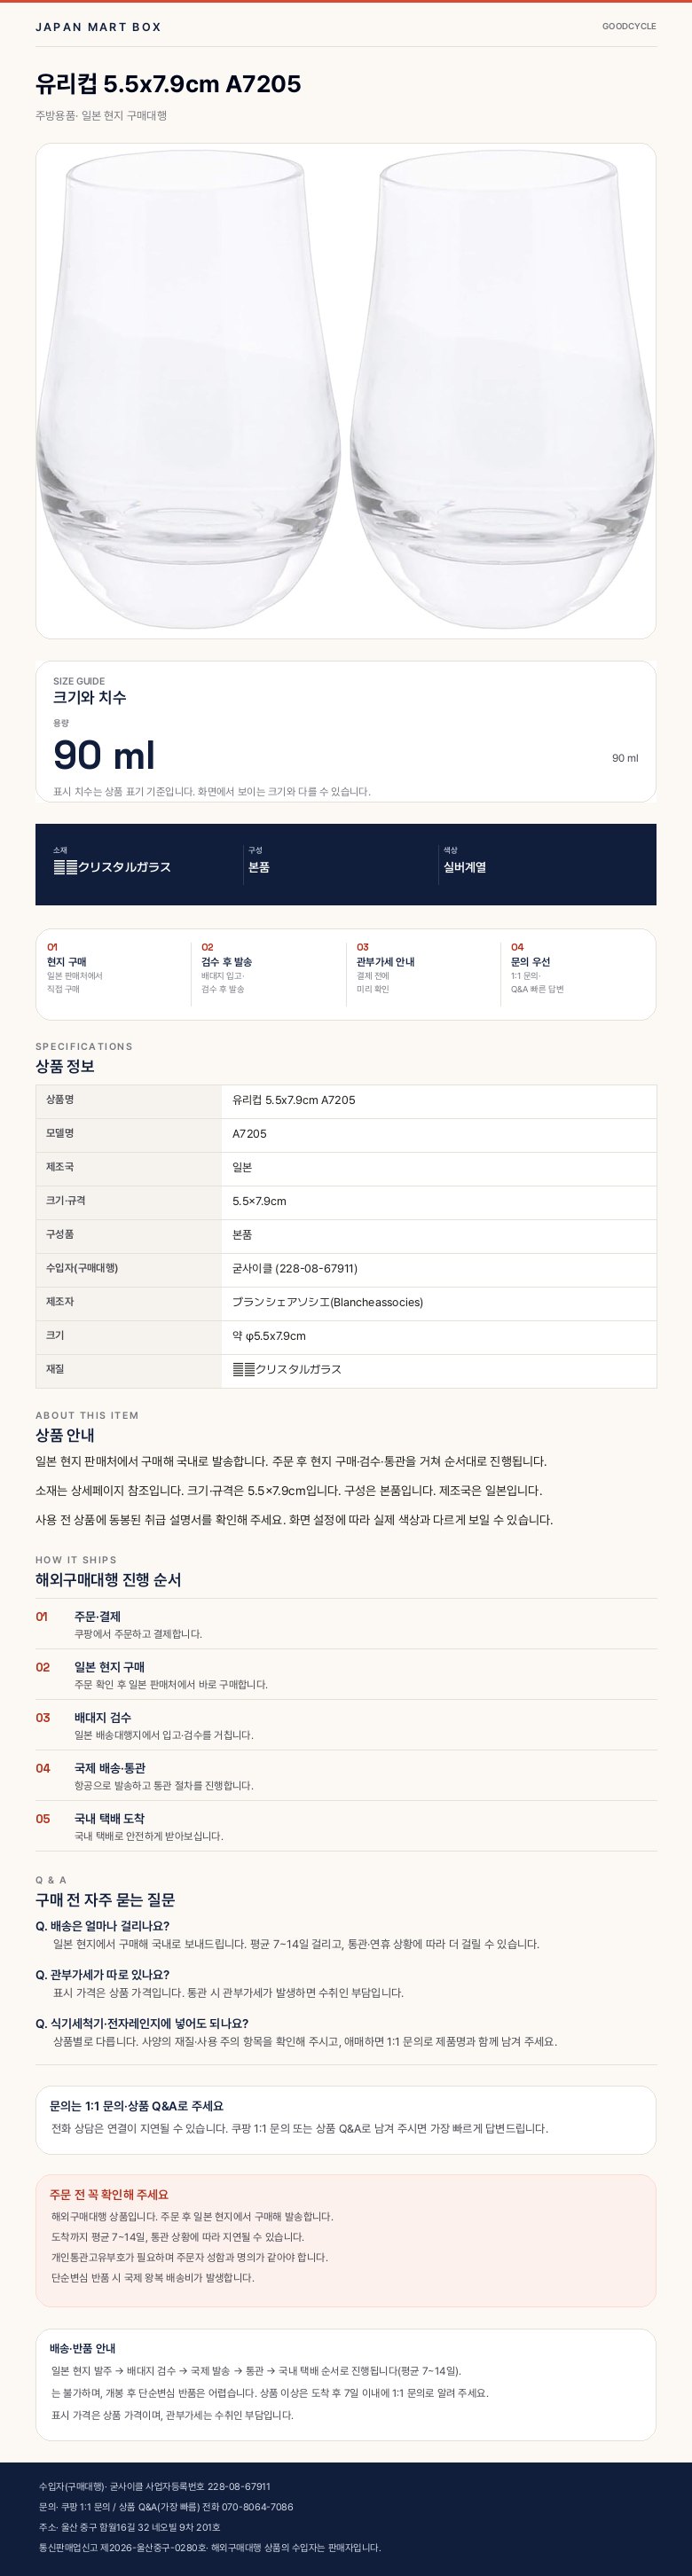 JAPAN MART BOX
GOODCYCLE
유리컵 5.5x7.9cm A7205
주방용품· 일본 현지 구매대행
SIZE GUIDE
크기와 치수
용량
90 ml
90 ml
표시 치수는 상품 표기 기준입니다. 화면에서 보이는 크기와 다를 수 있습니다.
소재
クリスタルガラス
구성
본품
색상
실버계열
01
현지 구매
일본 판매처에서
직접 구매
02
검수 후 발송
배대지 입고·
검수 후 발송
03
관부가세 안내
결제 전에
미리 확인
04
문의 우선
1:1 문의·
Q&A 빠른 답변
SPECIFICATIONS
상품 정보
상품명 유리컵 5.5x7.9cm A7205
모델명 A7205
제조국 일본
크기·규격 5.5×7.9cm
구성품 본품
수입자(구매대행) 굳사이클 (228-08-67911)
제조자 ブランシェアソシエ(Blancheassocies)
크기 약 φ5.5x7.9cm
재질 クリスタルガラス
ABOUT THIS ITEM
상품 안내
일본 현지 판매처에서 구매해 국내로 발송합니다. 주문 후 현지 구매·검수·통관을 거쳐 순서대로 진행됩니다.
소재는 상세페이지 참조입니다. 크기·규격은 5.5×7.9cm입니다. 구성은 본품입니다. 제조국은 일본입니다.
사용 전 상품에 동봉된 취급 설명서를 확인해 주세요. 화면 설정에 따라 실제 색상과 다르게 보일 수 있습니다.
HOW IT SHIPS
해외구매대행 진행 순서
01 주문·결제
쿠팡에서 주문하고 결제합니다.
02 일본 현지 구매
주문 확인 후 일본 판매처에서 바로 구매합니다.
03 배대지 검수
일본 배송대행지에서 입고·검수를 거칩니다.
04 국제 배송·통관
항공으로 발송하고 통관 절차를 진행합니다.
05 국내 택배 도착
국내 택배로 안전하게 받아보십니다.
Q & A
구매 전 자주 묻는 질문
Q. 배송은 얼마나 걸리나요?
일본 현지에서 구매해 국내로 보내드립니다. 평균 7~14일 걸리고, 통관·연휴 상황에 따라 더 걸릴 수 있습니다.
Q. 관부가세가 따로 있나요?
표시 가격은 상품 가격입니다. 통관 시 관부가세가 발생하면 수취인 부담입니다.
Q. 식기세척기·전자레인지에 넣어도 되나요?
상품별로 다릅니다. 사양의 재질·사용 주의 항목을 확인해 주시고, 애매하면 1:1 문의로 제품명과 함께 남겨 주세요.
문의는 1:1 문의·상품 Q&A로 주세요
전화 상담은 연결이 지연될 수 있습니다. 쿠팡 1:1 문의 또는 상품 Q&A로 남겨 주시면 가장 빠르게 답변드립니다.
주문 전 꼭 확인해 주세요
해외구매대행 상품입니다. 주문 후 일본 현지에서 구매해 발송합니다.
도착까지 평균 7~14일, 통관 상황에 따라 지연될 수 있습니다.
개인통관고유부호가 필요하며 주문자 성함과 명의가 같아야 합니다.
단순변심 반품 시 국제 왕복 배송비가 발생합니다.
배송·반품 안내
일본 현지 발주 → 배대지 검수 → 국제 발송 → 통관 → 국내 택배 순서로 진행됩니다(평균 7~14일).
는 불가하며, 개봉 후 단순변심 반품은 어렵습니다. 상품 이상은 도착 후 7일 이내에 1:1 문의로 알려 주세요.
표시 가격은 상품 가격이며, 관부가세는 수취인 부담입니다.
수입자(구매대행)· 굳사이클 사업자등록번호 228-08-67911
문의· 쿠팡 1:1 문의 / 상품 Q&A(가장 빠름) 전화 070-8064-7086
주소· 울산 중구 함월16길 32 네오빌 9차 201호
통신판매업신고 제2026-울산중구-0280호· 해외구매대행 상품의 수입자는 판매자입니다.